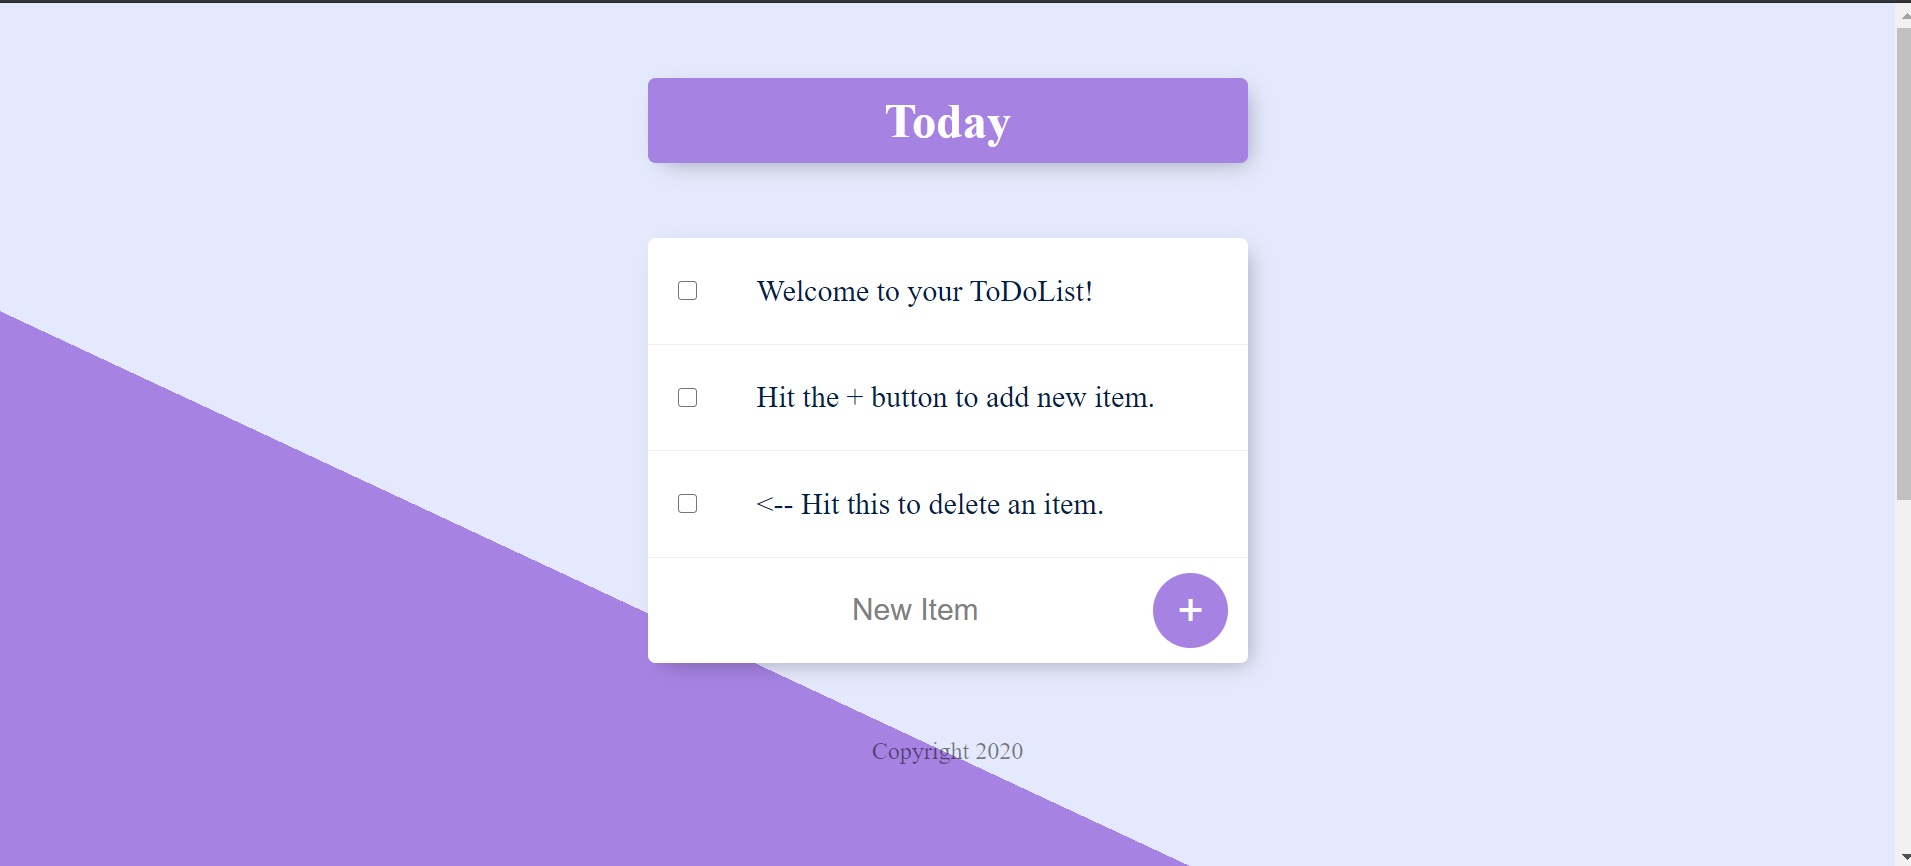 Today
Welcome to your ToDoList!
Hit the + button to add new item.
<-- Hit this to delete an item.
New Item
+
Copyright 2020